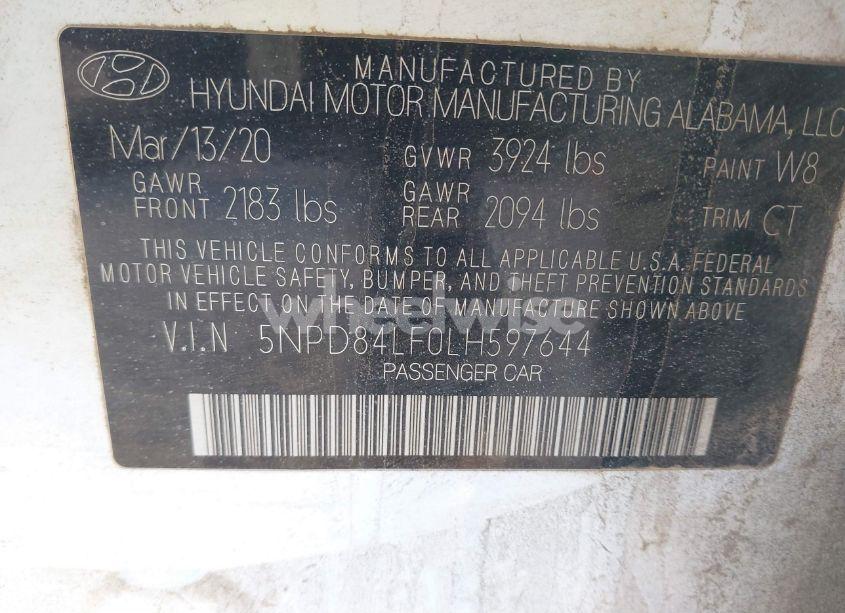 MANUFACTURED BY
HYUNDAI MOTOR MANUFACTURING ALABAMA, LLC
Mar/13/20 GVWR 3924 lbs PAINT W8
GAWR FRONT 2183 lbs GAWR REAR 2094 lbs TRIM CT
THIS VEHICLE CONFORMS TO ALL APPLICABLE U.S.A. FEDERAL
MOTOR VEHICLE SAFETY, BUMPER, AND THEFT PREVENTION STANDARDS
IN EFFECT ON THE DATE OF MANUFACTURE SHOWN ABOVE
wheelwise
V.I.N 5NPD84LF0LH597644
PASSENGER CAR